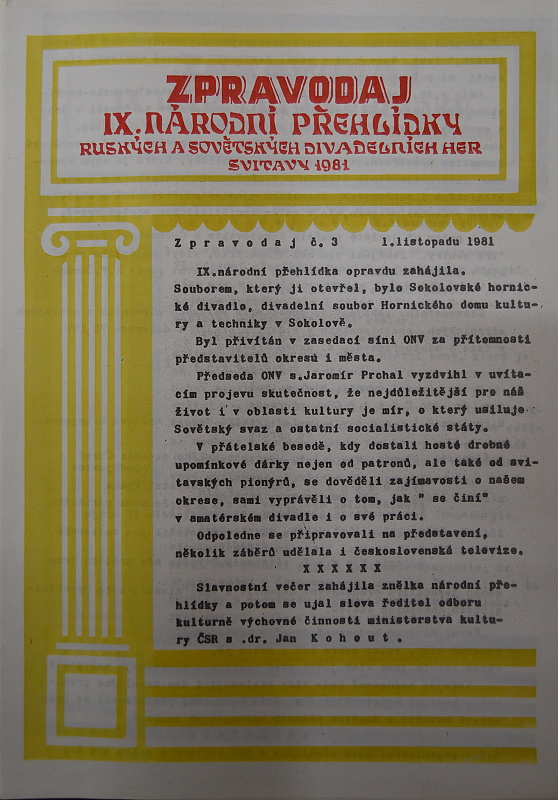 ZPRAVODAJ
IX. NÁRODNÍ PŘEHLÍDKY
RUSKÝCH A SOVĚTSKÝCH DIVADELNÍCH HER
SVITAVY 1981
Zpravodaj č. 3 1.listopadu 1981
IX.národní přehlídka opravdu zahájila.
Souborem, který ji otevřel, bylo Sokolovské hornic-
ké divadlo, divadelní soubor Hornického domu kultu-
ry a techniky v Sokolově.
Byl přivítán v zasedací síni ONV za přítomnosti
představitelů okresu i města.
Předseda ONV s.Jaromír Prchal vyzdvihl v uvíta-
cím projevu skutečnost, že nejdůležitější pro náš
život i v oblasti kultury je mír, o který usiluje
Sovětský svaz a ostatní socialistické státy.
V přátelské besedě, kdy dostali hosté drobné
upomínkové dárky nejen od patronů, ale také od svi-
tavských pionýrů, se dověděli zajímavosti o našem
okrese, sami vyprávěli o tom, jak " se činí"
v amatérském divadle i o své práci.
Odpoledne se připravovali na představení,
několik záběrů udělala i československá televize.
X X X X X X
Slavnostní večer zahájila znělka národní pře-
hlídky a potom se ujal slova ředitel odboru
kulturně výchovné činnosti ministerstva kultu-
ry ČSR s .dr. Jan K o h o u t .